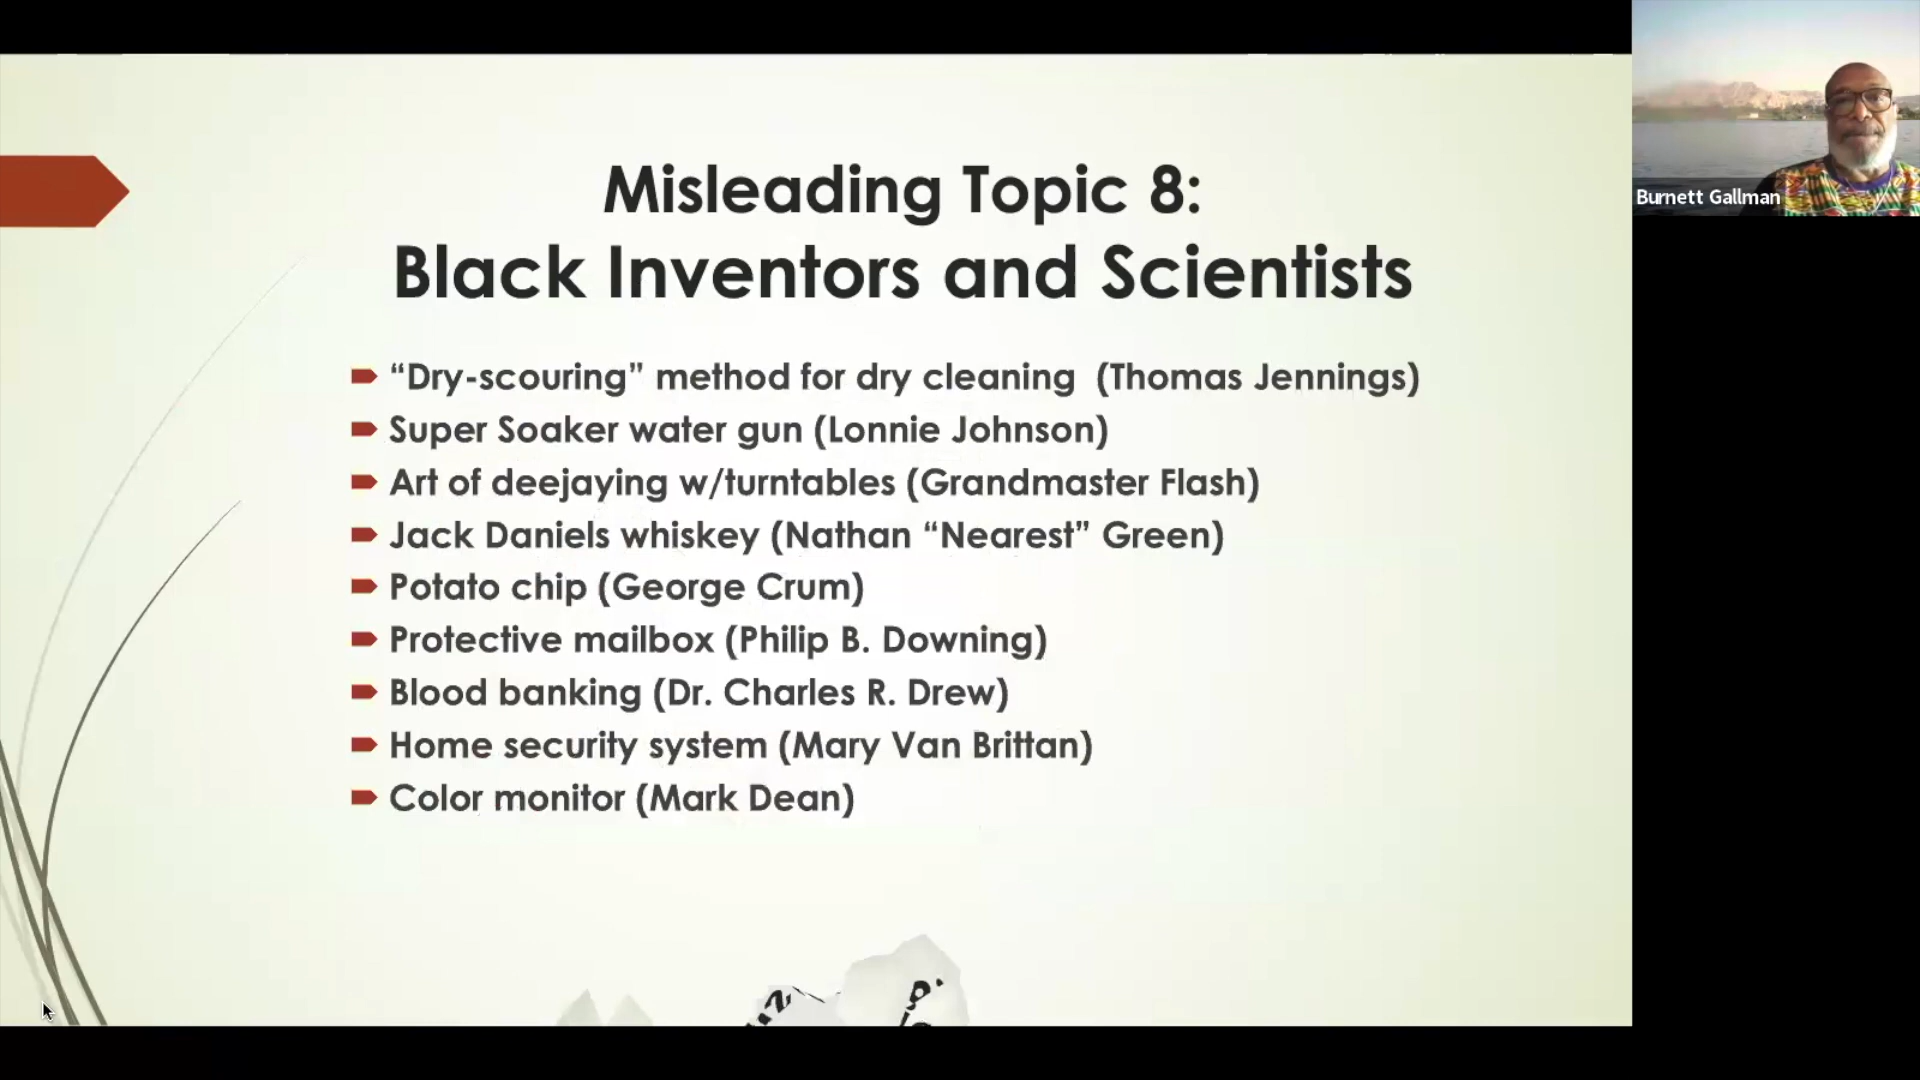 Misleading Topic 8:
Black Inventors and Scientists
“Dry-scouring” method for dry cleaning (Thomas Jennings)
Super Soaker water gun (Lonnie Johnson)
Art of deejaying w/turntables (Grandmaster Flash)
Jack Daniels whiskey (Nathan “Nearest” Green)
Potato chip (George Crum)
Protective mailbox (Philip B. Downing)
Blood banking (Dr. Charles R. Drew)
Home security system (Mary Van Brittan)
Color monitor (Mark Dean)
Burnett Gallman